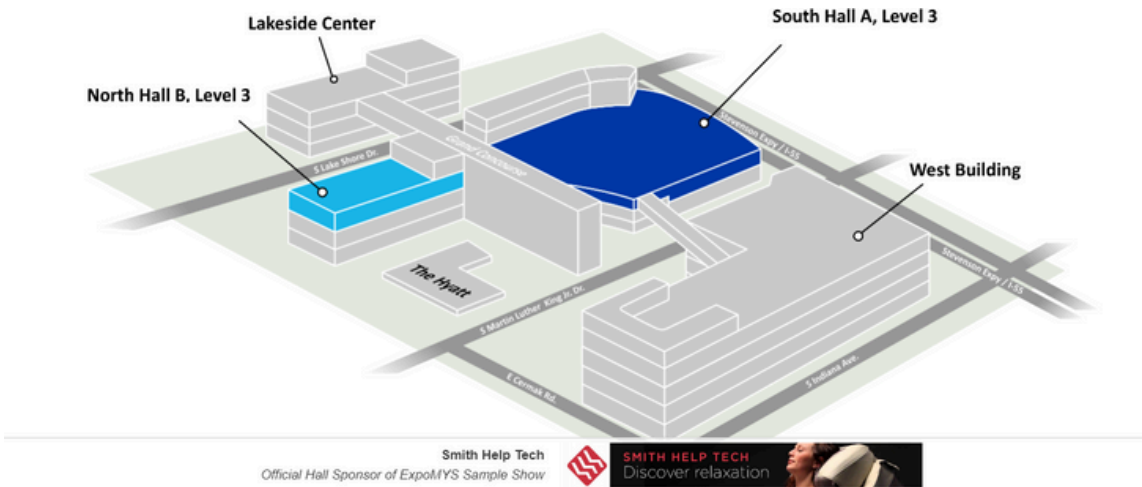 South Hall A, Level 3
Lakeside Center
North Hall B, Level 3
Stevenson Expy / I-55
Grand Concourse
S Lake Shore Dr.
West Building
The Hyatt
Stevenson Expy / I-55
S Martin Luther King Jr. Dr.
S Indiana Ave.
E Cermak Rd.
Smith Help Tech
Official Hall Sponsor of ExpoMYS Sample Show
SMITH HELP TECH
Discover relaxation